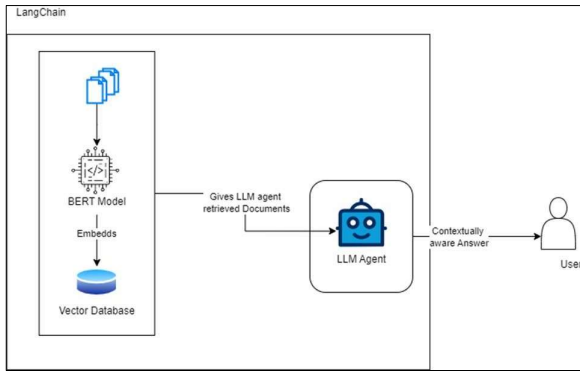 LangChain
</>
BERT Model
Embedds
Vector Database
Gives LLM agent
retrieved Documents
LLM Agent
Contextually
aware Answer
User